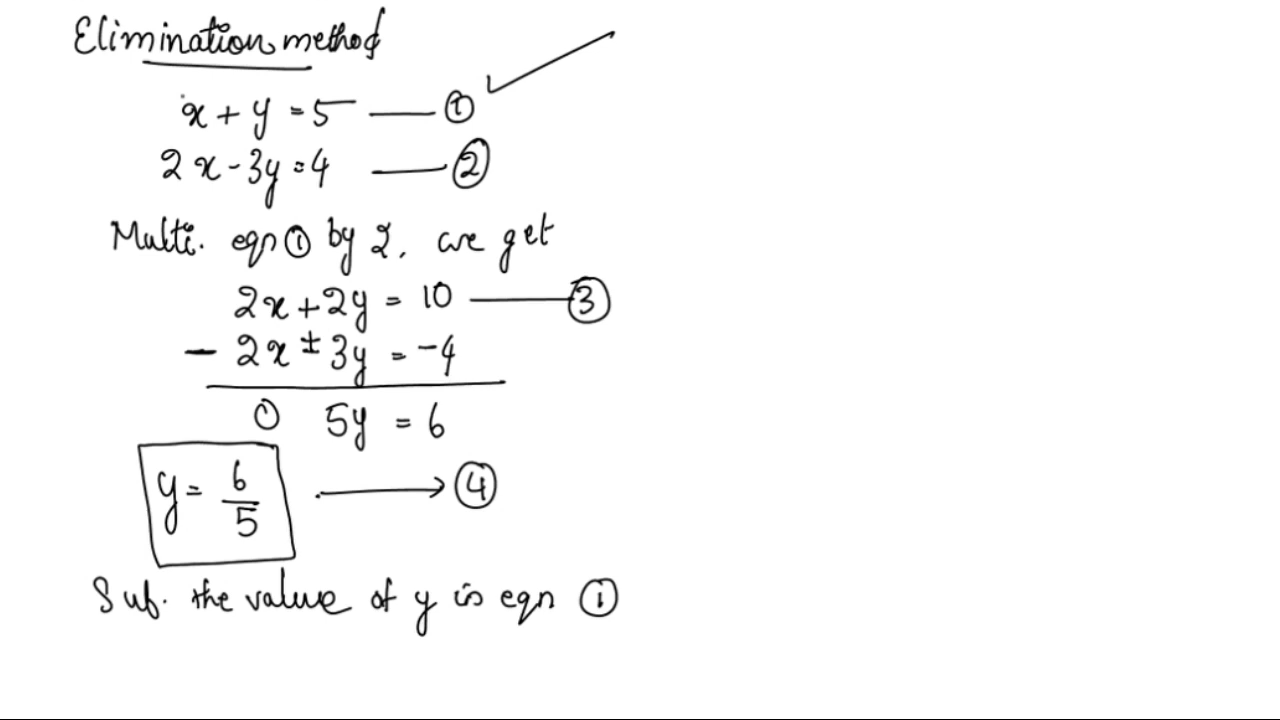 Elimination method
x + y = 5 — ①
2x - 3y = 4 — ②
Multi. eqn ① by 2, we get
2x + 2y = 10 — ③
- 2x ± 3y = -4
0 5y = 6
y = 6/5 → ④
Sub. the value of y in eqn ①